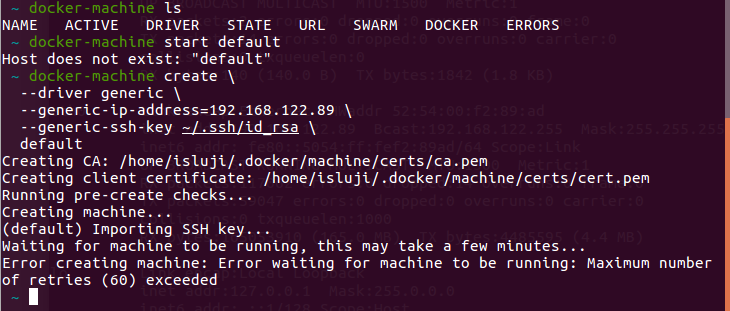 ~ docker-machine ls
NAME   ACTIVE   DRIVER   STATE   URL   SWARM   DOCKER   ERRORS
~ docker-machine start default
Host does not exist: "default"
~ docker-machine create \
--driver generic \
--generic-ip-address=192.168.122.89 \
--generic-ssh-key ~/.ssh/id_rsa \
default
Creating CA: /home/isluji/.docker/machine/certs/ca.pem
Creating client certificate: /home/isluji/.docker/machine/certs/cert.pem
Running pre-create checks...
Creating machine...
(default) Importing SSH key...
Waiting for machine to be running, this may take a few minutes...
Error creating machine: Error waiting for machine to be running: Maximum number
of retries (60) exceeded
~